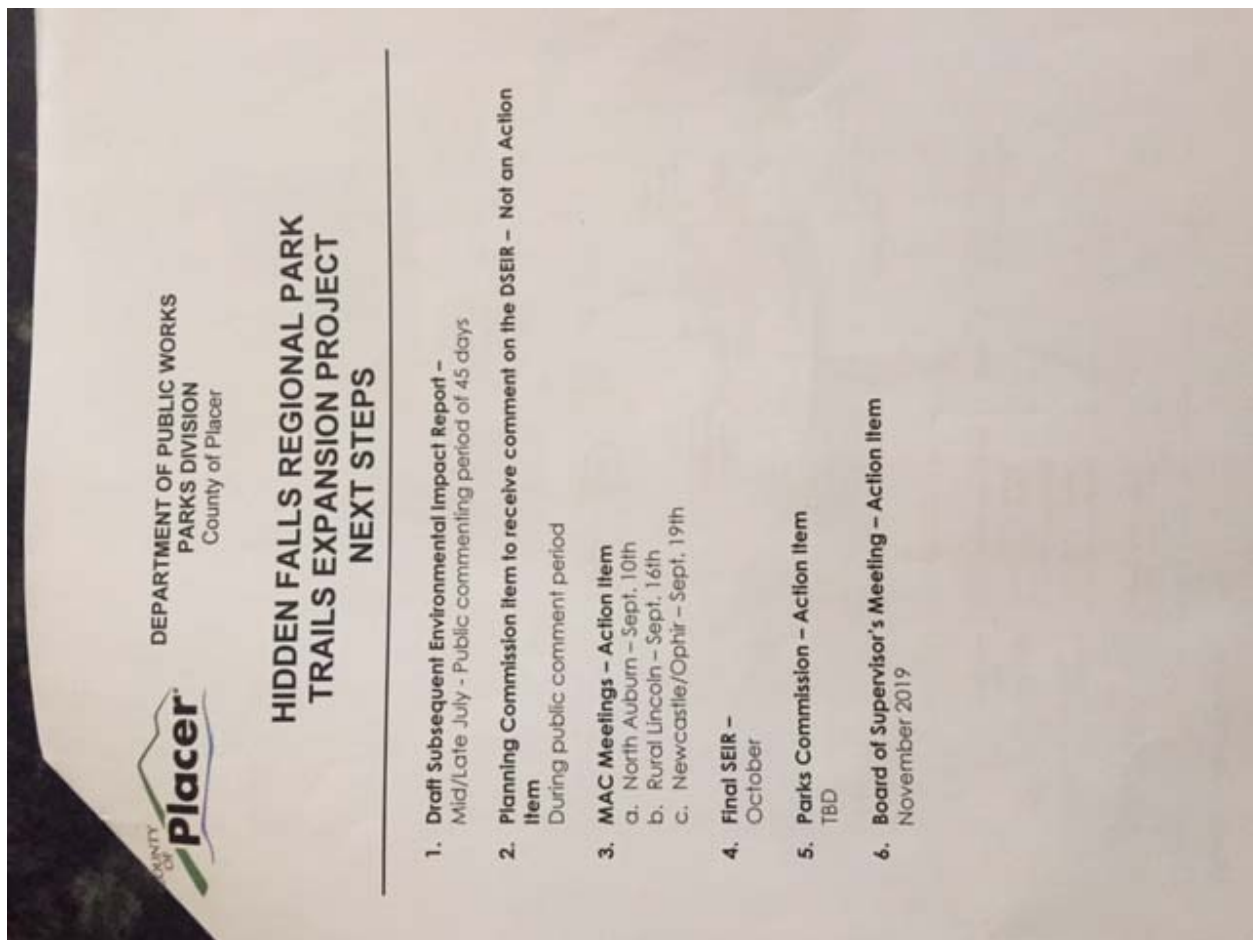 COUNTY
OF
Placer
DEPARTMENT OF PUBLIC WORKS
PARKS DIVISION
County of Placer
HIDDEN FALLS REGIONAL PARK
TRAILS EXPANSION PROJECT
NEXT STEPS
1. Draft Subsequent Environmental Impact Report –
Mid/Late July - Public commenting period of 45 days
2. Planning Commission Item to receive comment on the DSEIR – Not an Action
Item
During public comment period
3. MAC Meetings – Action Item
a. North Auburn – Sept. 10th
b. Rural Lincoln – Sept. 16th
c. Newcastle/Ophir – Sept. 19th
4. Final SEIR –
October
5. Parks Commission – Action Item
TBD
6. Board of Supervisor's Meeting – Action Item
November 2019